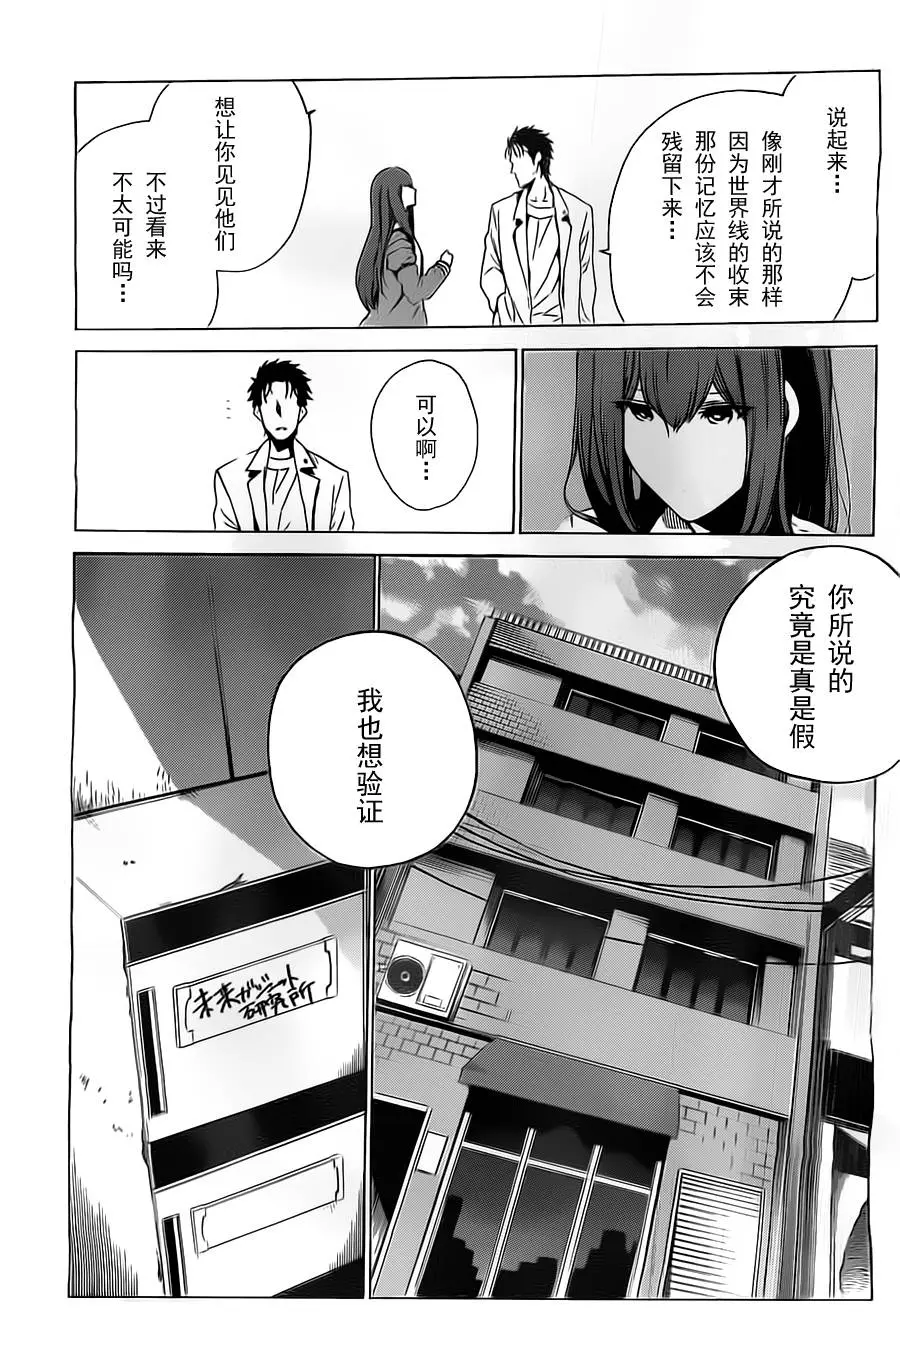 说起来…
像刚才所说的那样
因为世界线的收束
那份记忆应该不会
残留下来…
想让你见见他们
不过看来
不太可能吗…
可以啊…
你所说的
究竟是真是假
我也想验证
未来ガジェット
研究所